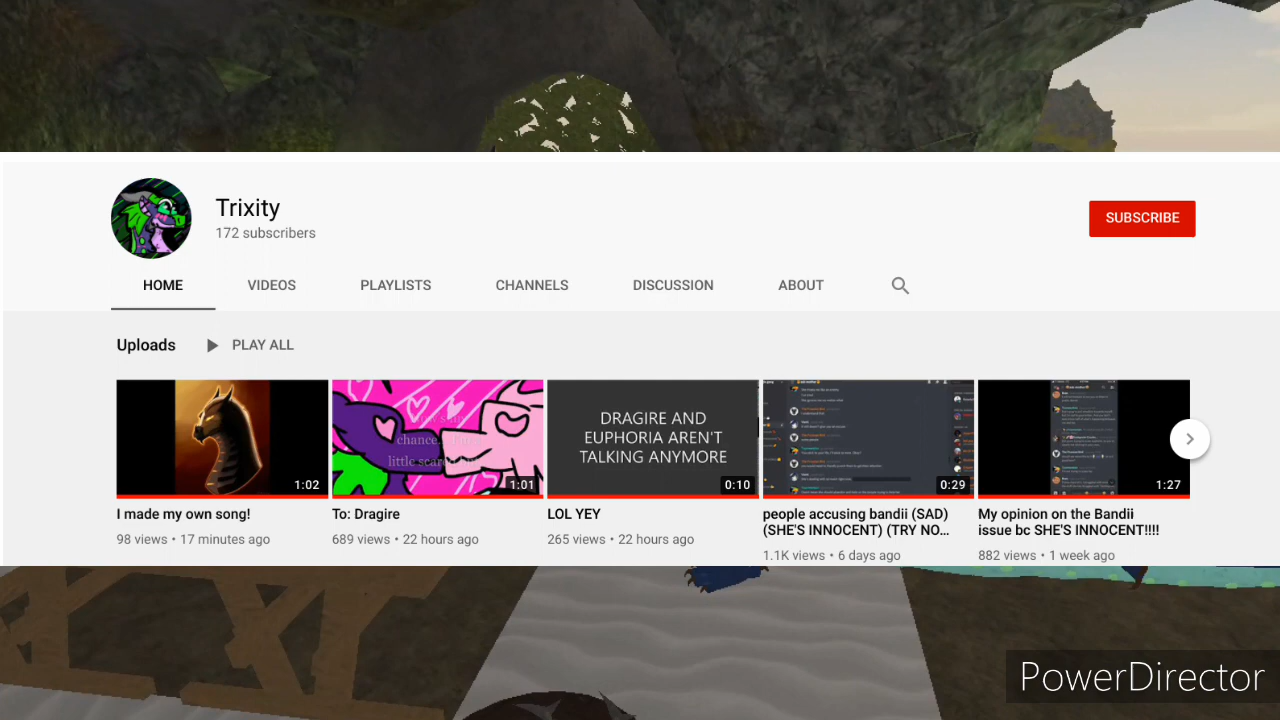 Trixity
172 subscribers
SUBSCRIBE
HOME VIDEOS PLAYLISTS CHANNELS DISCUSSION ABOUT
Uploads PLAY ALL
chance.
little scared
DRAGIRE AND
EUPHORIA AREN'T
TALKING ANYMORE
1:02
1:01
0:10
0:29
1:27
I made my own song!
98 views • 17 minutes ago
To: Dragire
689 views • 22 hours ago
LOL YEY
265 views • 22 hours ago
people accusing bandii (SAD)
(SHE'S INNOCENT) (TRY NO...
1.1K views • 6 days ago
My opinion on the Bandii
issue bc SHE'S INNOCENT!!!!
882 views • 1 week ago
PowerDirector